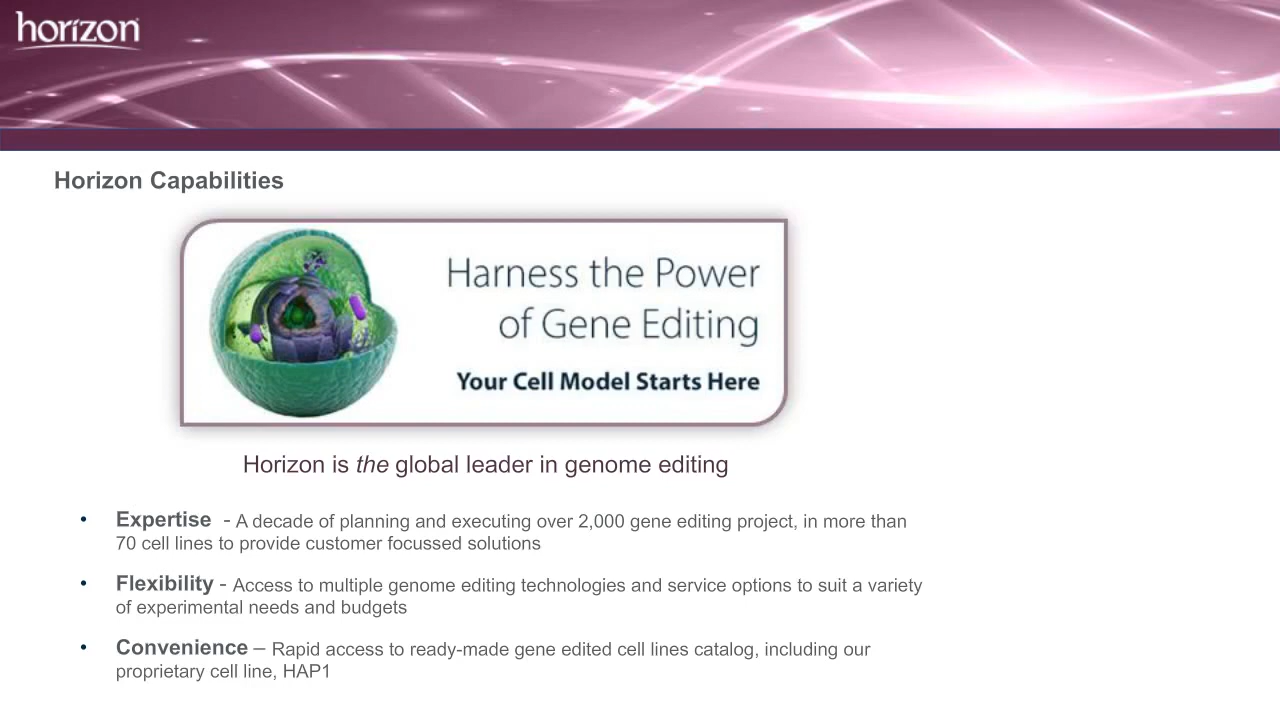 horizon
Horizon Capabilities
Harness the Power
of Gene Editing
Your Cell Model Starts Here
Horizon is the global leader in genome editing
• Expertise - A decade of planning and executing over 2,000 gene editing project, in more than
70 cell lines to provide customer focussed solutions
• Flexibility - Access to multiple genome editing technologies and service options to suit a variety
of experimental needs and budgets
• Convenience – Rapid access to ready-made gene edited cell lines catalog, including our
proprietary cell line, HAP1